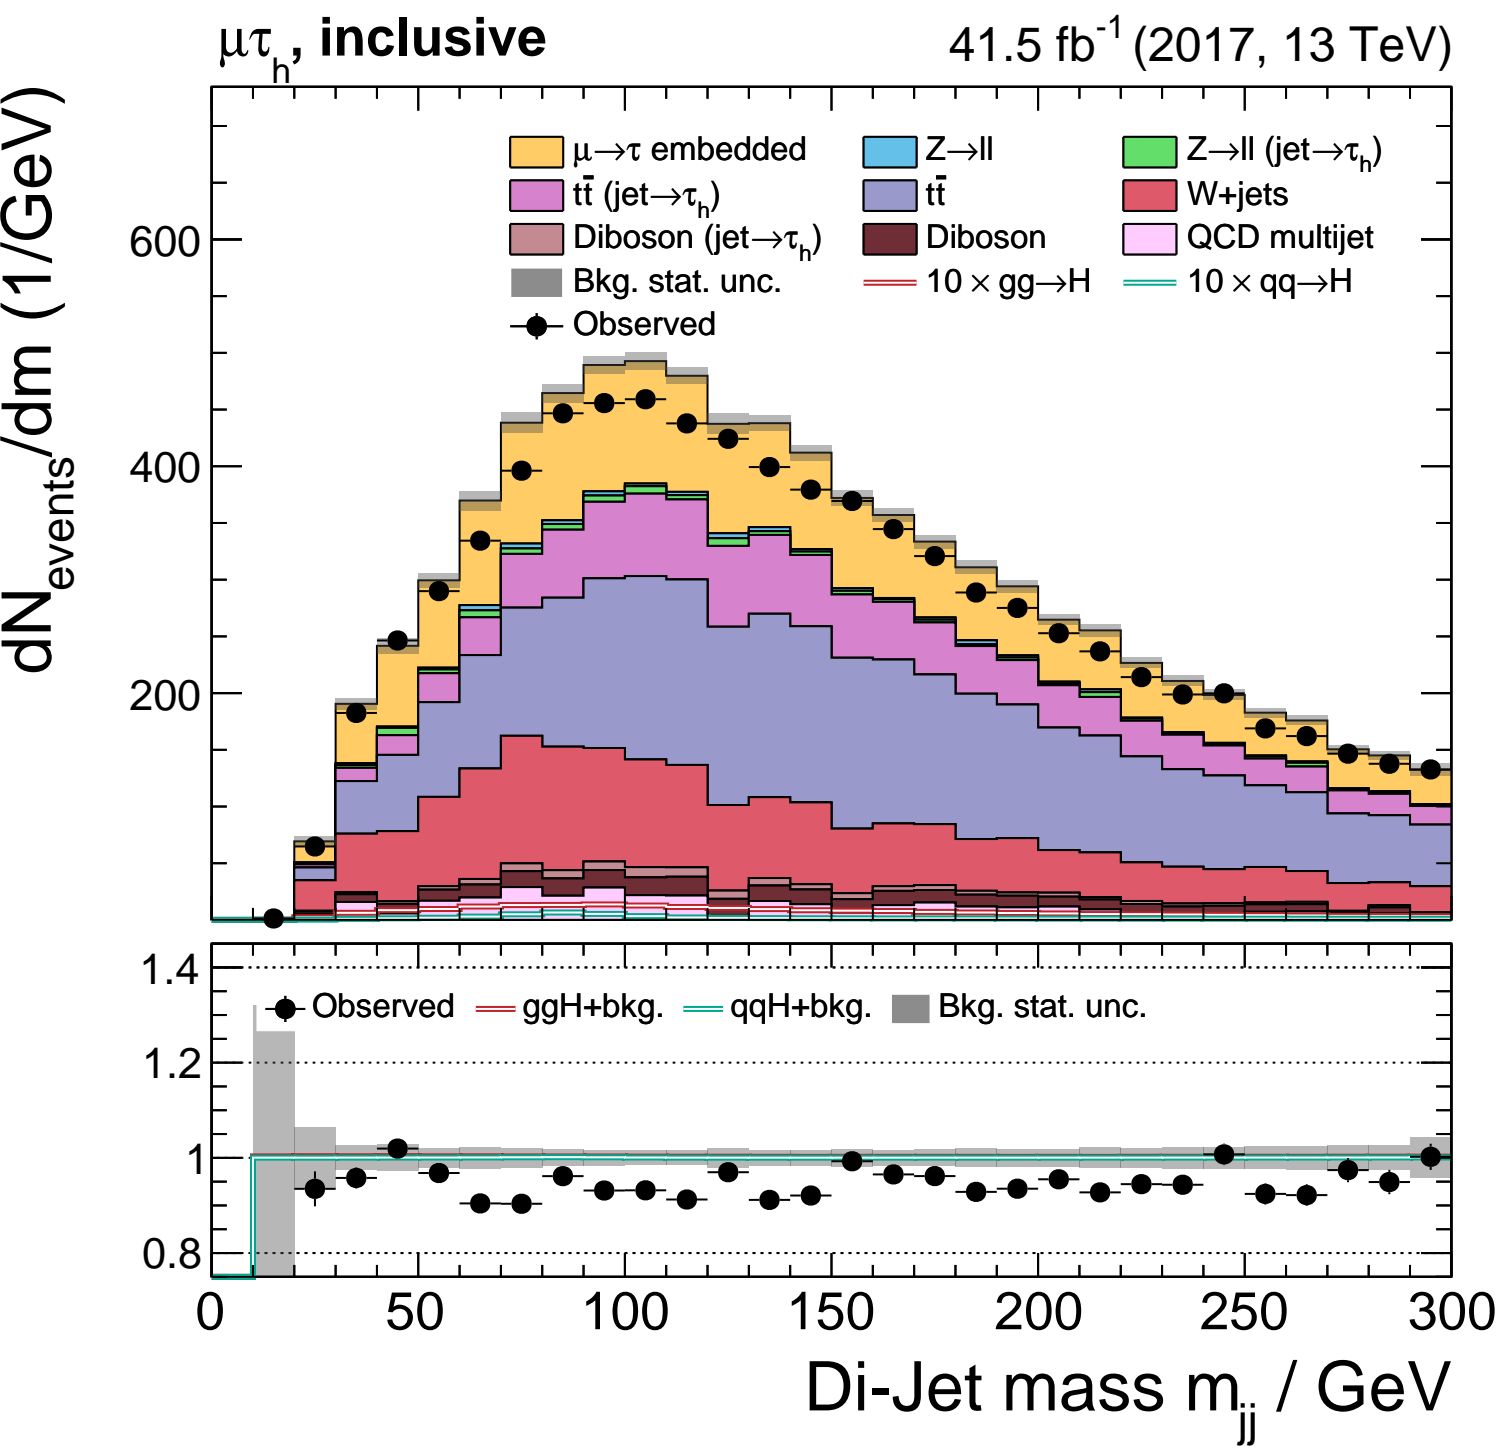 μτh, inclusive
41.5 fb-1 (2017, 13 TeV)
dNevents/dm (1/GeV)
μ→τ embedded
Z→ll
Z→ll (jet→τh)
tt̄ (jet→τh)
tt̄
W+jets
Diboson (jet→τh)
Diboson
QCD multijet
Bkg. stat. unc.
10 × gg→H
10 × qq→H
Observed
600
400
200
1.4
1.2
1
0.8
Observed
ggH+bkg.
qqH+bkg.
Bkg. stat. unc.
0 50 100 150 200 250 300
Di-Jet mass mjj / GeV